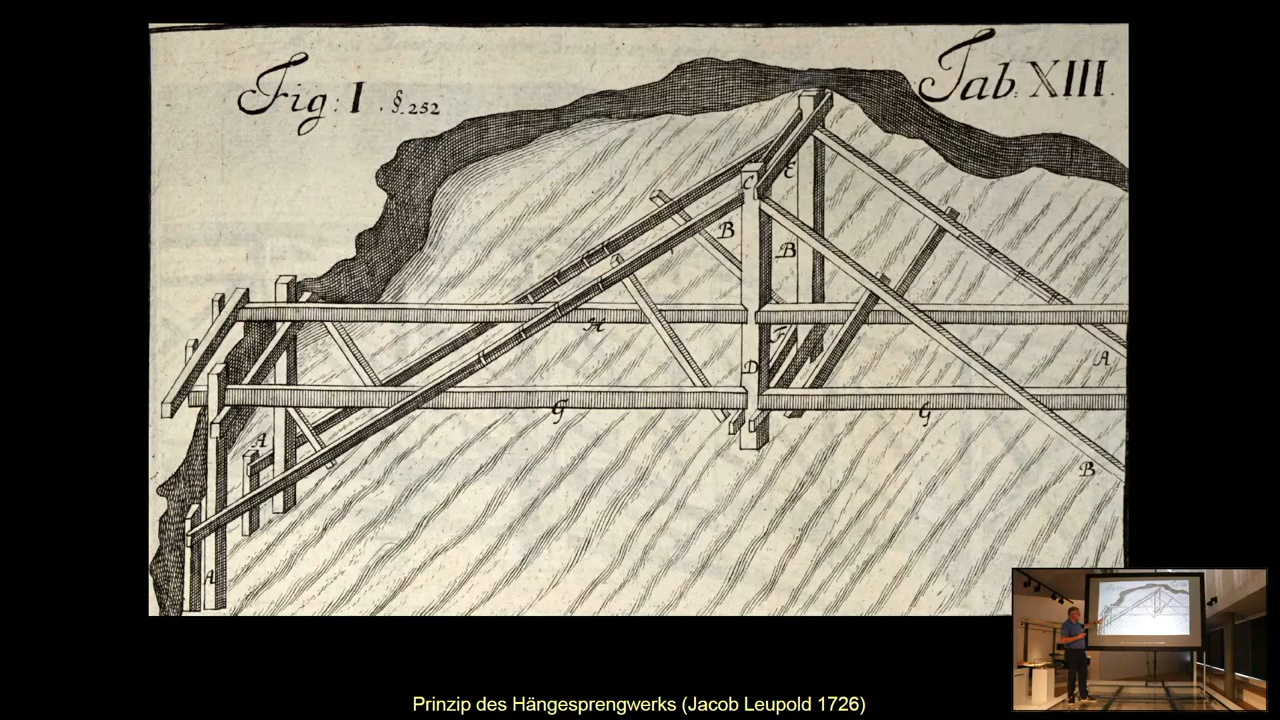 Fig: I. §. 252
Tab. XIII.
C
E
B
B
H
F
D
A
G
G
A
B
A
Prinzip des Hängesprengwerks (Jacob Leupold 1726)